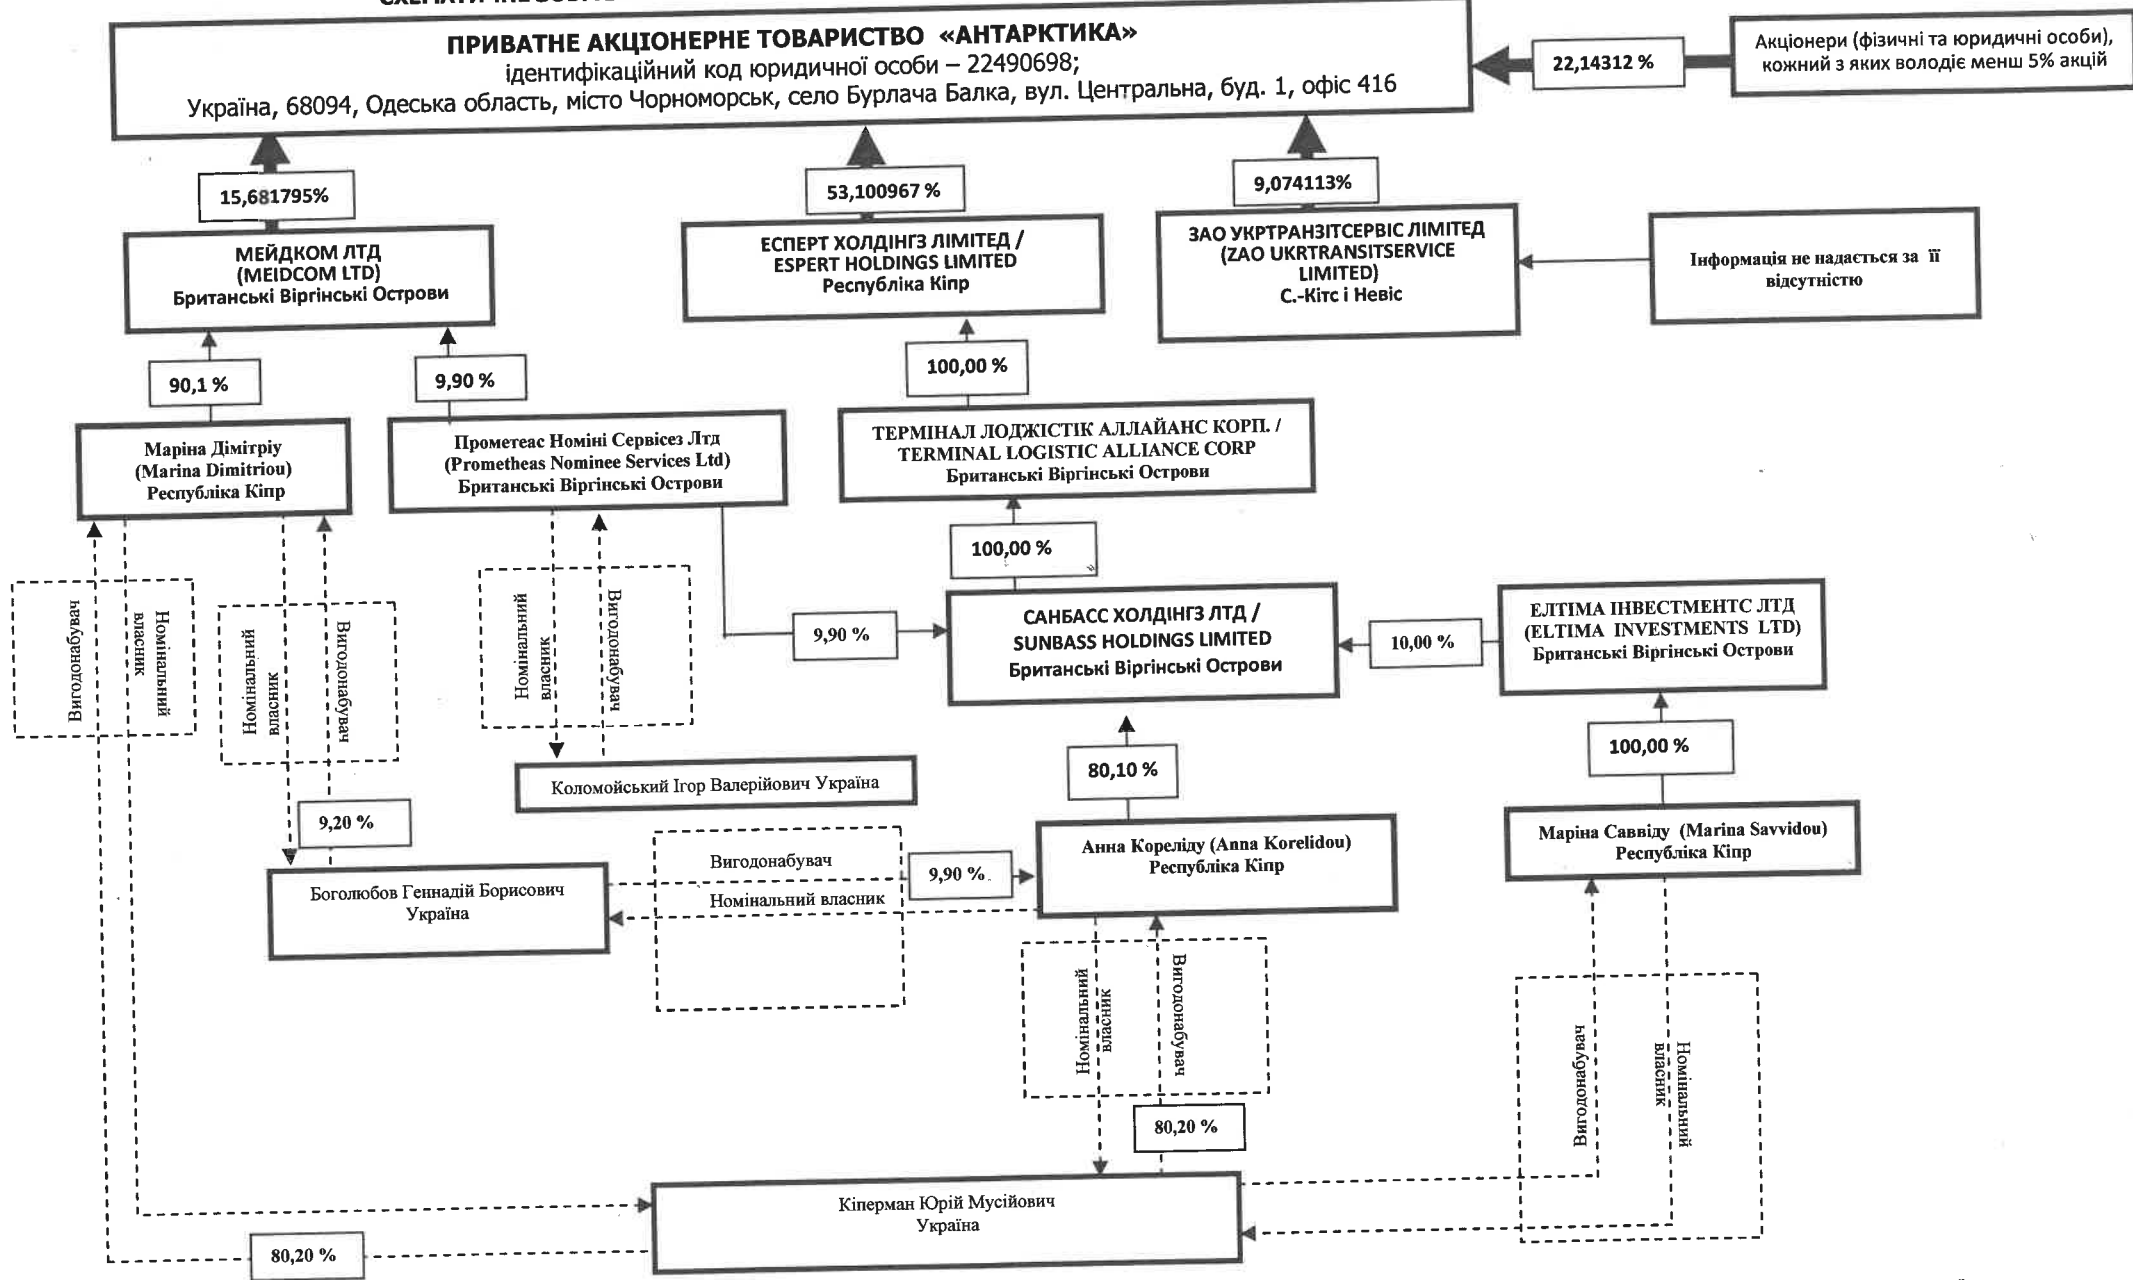 ПРИВАТНЕ АКЦІОНЕРНЕ ТОВАРИСТВО «АНТАРКТИКА»
ідентифікаційний код юридичної особи – 22490698;
Україна, 68094, Одеська область, місто Чорноморськ, село Бурлача Балка, вул. Центральна, буд. 1, офіс 416
22,14312 %
Акціонери (фізичні та юридичні особи),
кожний з яких володіє менш 5% акцій
15,681795%
53,100967 %
9,074113%
МЕЙДКОМ ЛТД
(MEIDCOM LTD)
Британські Віргінські Острови
ЕСПЕРТ ХОЛДІНГЗ ЛІМІТЕД /
ESPERT HOLDINGS LIMITED
Республіка Кіпр
ЗАО УКРТРАНЗІТСЕРВІС ЛІМІТЕД
(ZAO UKRTRANSITSERVICE
LIMITED)
С.-Кітс і Невіс
Інформація не надається за її
відсутністю
90,1 %
9,90 %
100,00 %
Маріна Дімітріу
(Marina Dimitriou)
Республіка Кіпр
Прометеас Номіні Сервісез Лтд
(Prometheas Nominee Services Ltd)
Британські Віргінські Острови
ТЕРМІНАЛ ЛОДЖІСТІК АЛЛАЙАНС КОРП. /
TERMINAL LOGISTIC ALLIANCE CORP
Британські Віргінські Острови
100,00 %
Вигодонабувач
Номінальний
власник
Номінальний
власник
Вигодонабувач
Номінальний
власник
Вигодонабувач
9,90 %
САНБАСС ХОЛДІНГЗ ЛТД /
SUNBASS HOLDINGS LIMITED
Британські Віргінські Острови
10,00 %
ЕЛТІМА ІНВЕСТМЕНТС ЛТД
(ELTIMA INVESTMENTS LTD)
Британські Віргінські Острови
100,00 %
80,10 %
Коломойський Ігор Валерійович Україна
9,20 %
Боголюбов Геннадій Борисович
Україна
Вигодонабувач
Номінальний власник
9,90 %
Анна Кореліду (Anna Korelidou)
Республіка Кіпр
Маріна Саввіду (Marina Savvidou)
Республіка Кіпр
Номінальний
власник
Вигодонабувач
Вигодонабувач
Номінальний
власник
80,20 %
Кіперман Юрій Мусійович
Україна
80,20 %